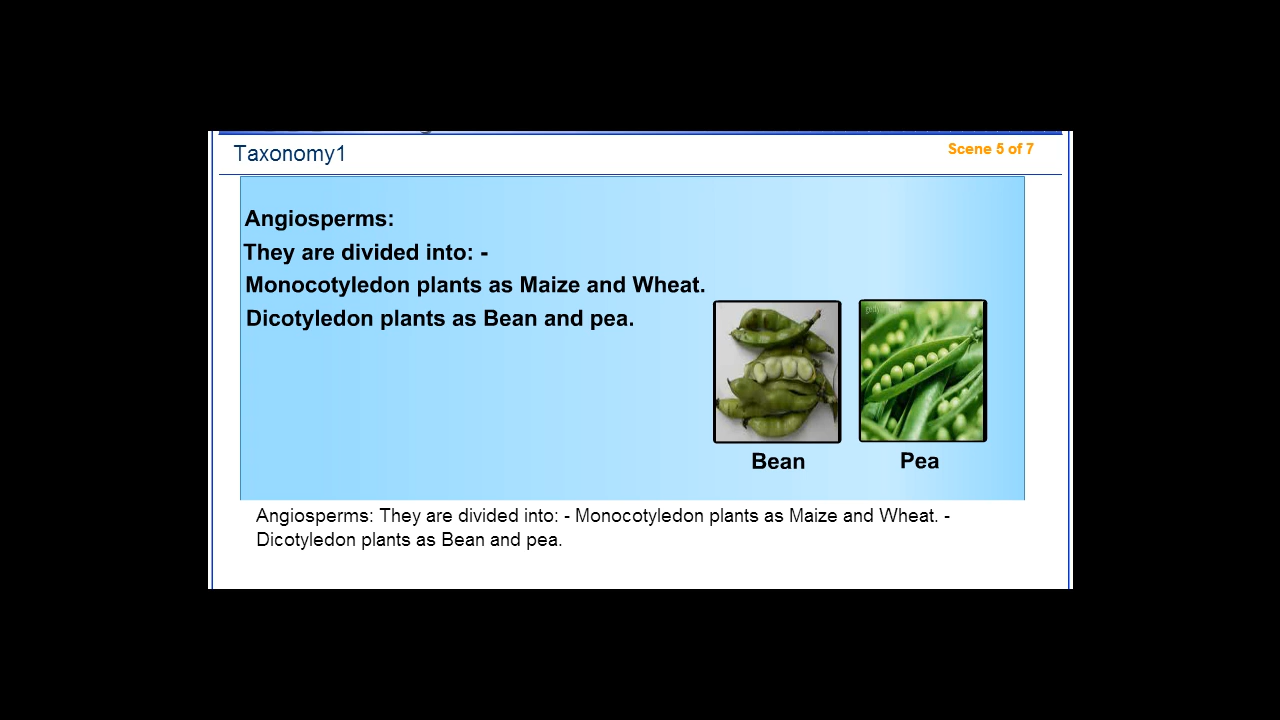 Taxonomy1
Scene 5 of 7
Angiosperms:
They are divided into: -
Monocotyledon plants as Maize and Wheat.
Dicotyledon plants as Bean and pea.
Bean
Pea
Angiosperms: They are divided into: - Monocotyledon plants as Maize and Wheat. -
Dicotyledon plants as Bean and pea.